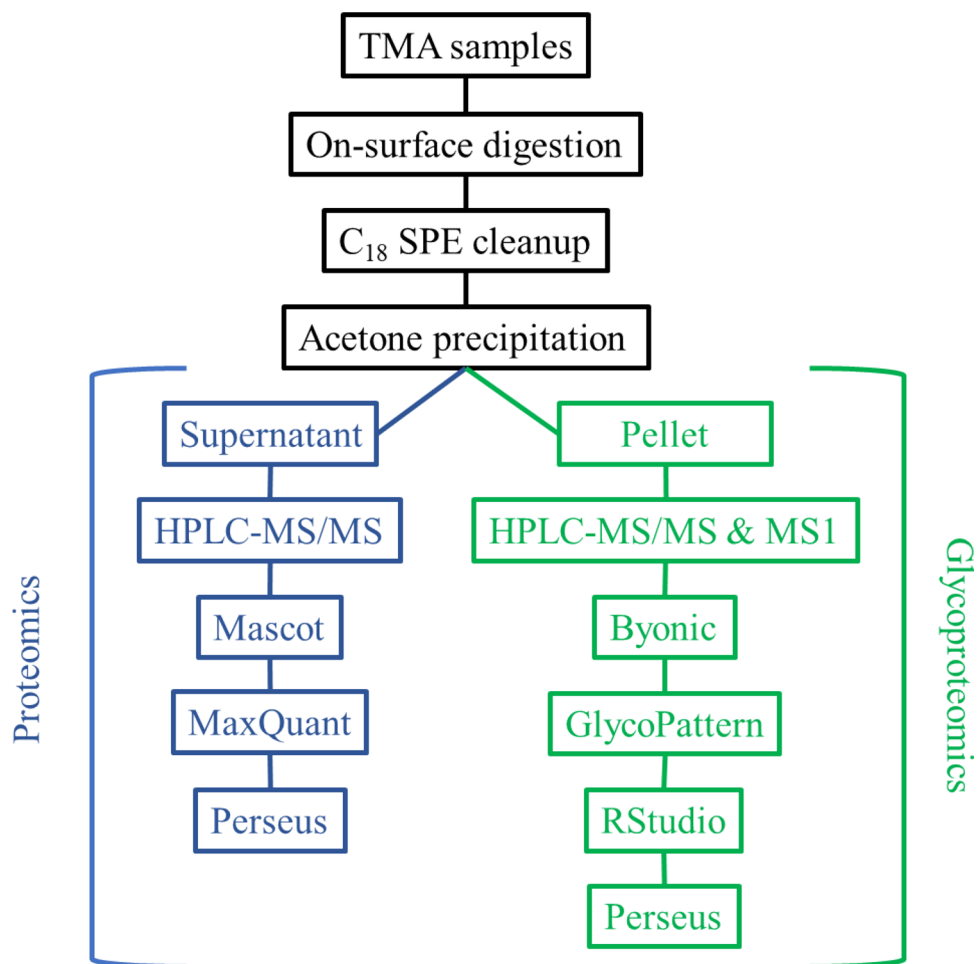 TMA samples
On-surface digestion
C₁₈ SPE cleanup
Acetone precipitation
Proteomics
Supernatant
HPLC-MS/MS
Mascot
MaxQuant
Perseus
Pellet
HPLC-MS/MS & MS1
Byonic
GlycoPattern
RStudio
Perseus
Glycoproteomics